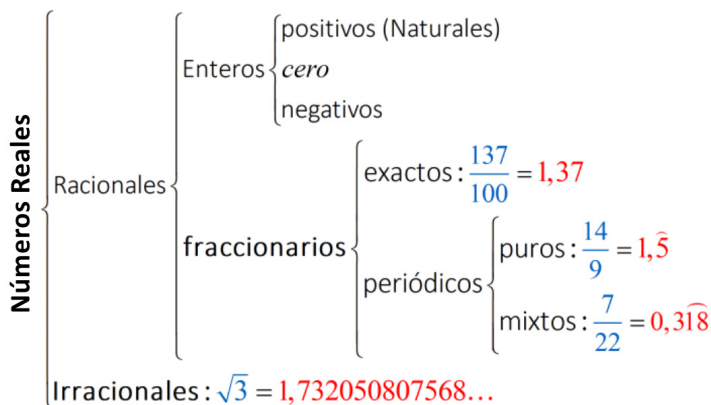 Números Reales
Racionales
Enteros
positivos (Naturales)
cero
negativos
fraccionarios
exactos: 137/100 = 1,37
periódicos
puros: 14/9 = 1,5̑
mixtos: 7/22 = 0,31͡8
Irracionales: √3 = 1,732050807568...